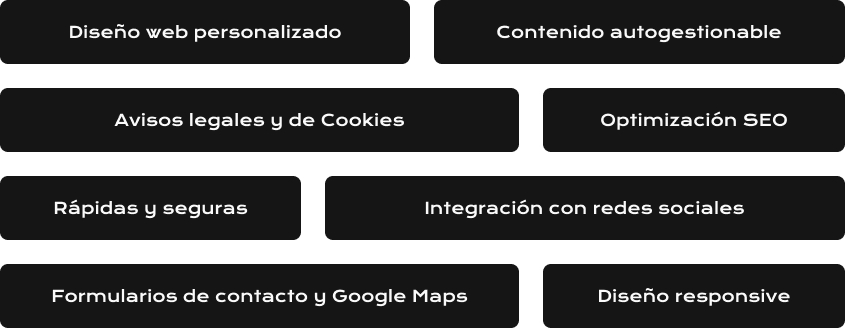 Diseño web personalizado
Contenido autogestionable
Avisos legales y de Cookies
Optimización SEO
Rápidas y seguras
Integración con redes sociales
Formularios de contacto y Google Maps
Diseño responsive